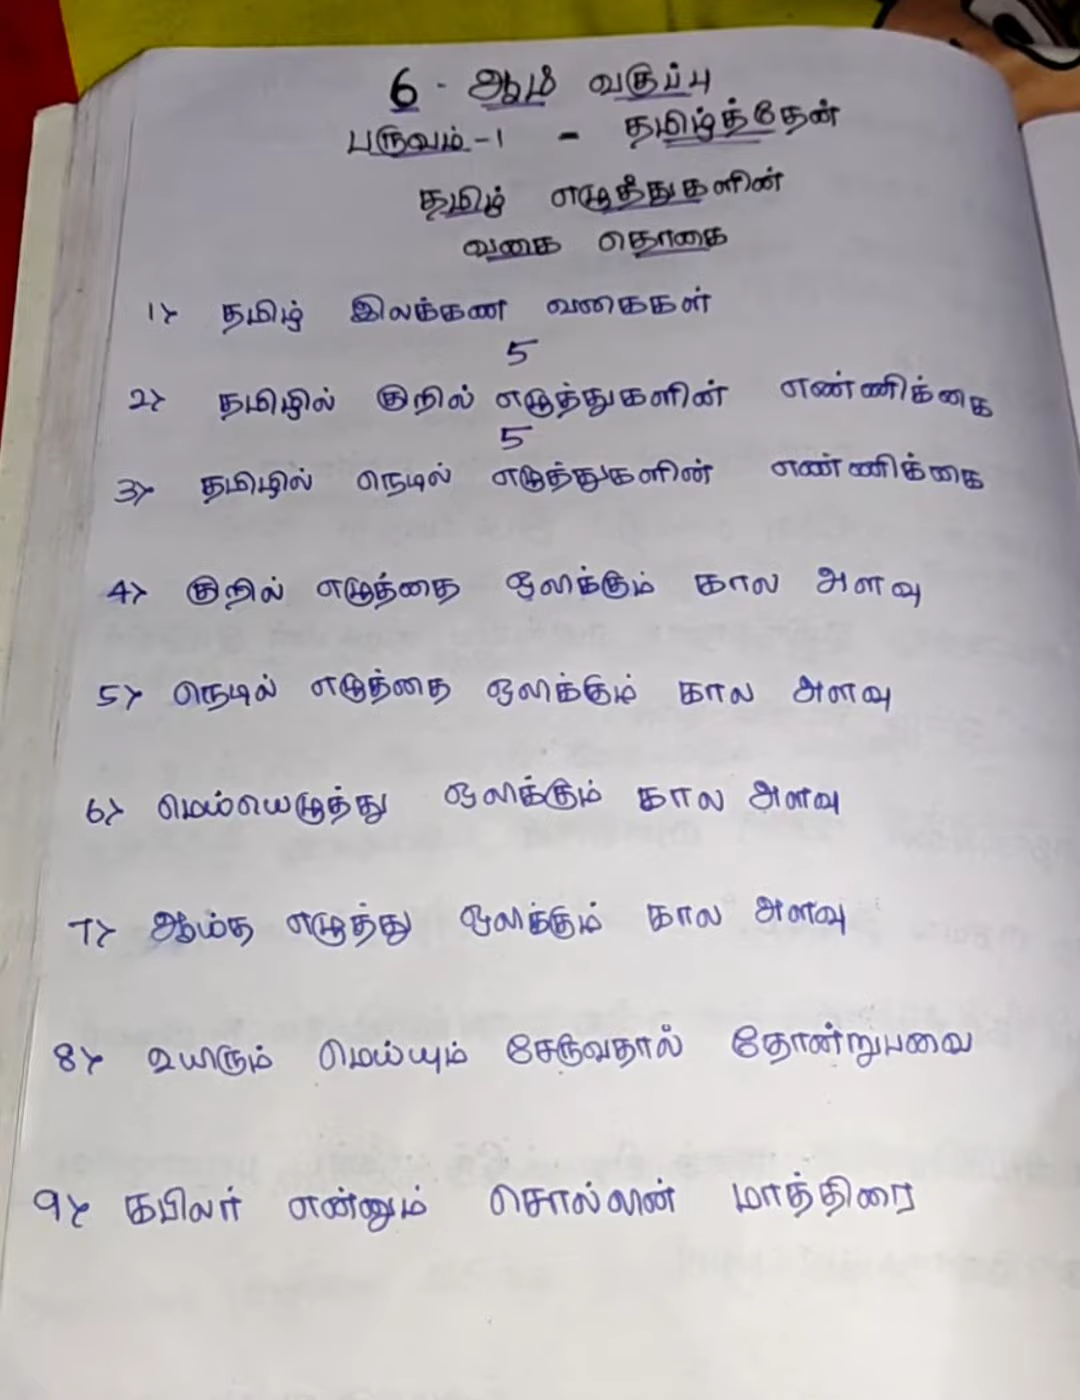 6 - ஆம் வகுப்பு
பருவம் -1 - தமிழ்த்தேன்
தமிழ் எழுத்துகளின்
வகை தொகை
1) தமிழ் இலக்கண வகைகள்
5
2) தமிழில் குறில் எழுத்துகளின் எண்ணிக்கை
5
3) தமிழில் நெடில் எழுத்துகளின் எண்ணிக்கை
4) குறில் எழுத்தை ஒலிக்கும் கால அளவு
5) நெடில் எழுத்தை ஒலிக்கும் கால அளவு
6) மெய்யெழுத்து ஒலிக்கும் கால அளவு
7) ஆய்த எழுத்து ஒலிக்கும் கால அளவு
8) உயிரும் மெய்யும் சேருவதால் தோன்றுபவை
9) கபிலர் என்னும் சொல்லின் மாத்திரை